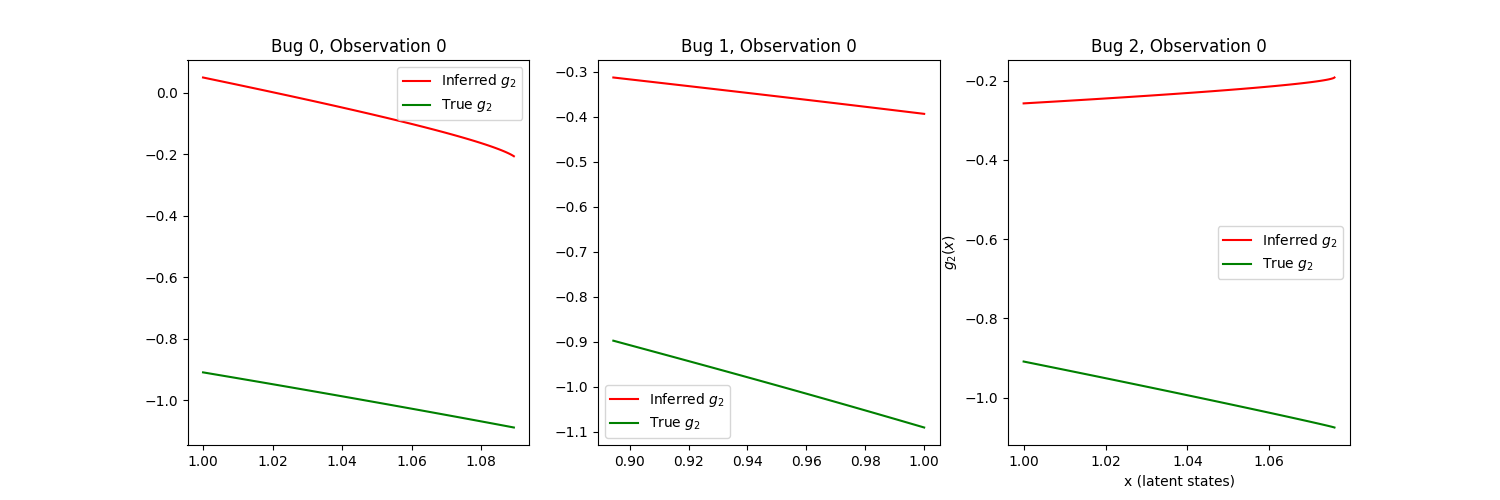 Bug 0, Observation 0
Inferred g₂
True g₂
0.0
−0.2
−0.4
−0.6
−0.8
−1.0
1.00 1.02 1.04 1.06 1.08
Bug 1, Observation 0
−0.3
−0.4
−0.5
−0.6
−0.7
−0.8
−0.9
−1.0
−1.1
Inferred g₂
True g₂
0.90 0.92 0.94 0.96 0.98 1.00
Bug 2, Observation 0
g₂(x)
−0.2
−0.4
−0.6
−0.8
−1.0
Inferred g₂
True g₂
1.00 1.02 1.04 1.06
x (latent states)